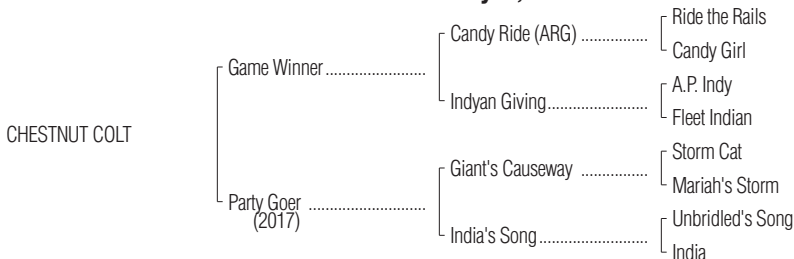 Ride the Rails
Candy Ride (ARG) ................
Candy Girl
Game Winner........................
A.P. Indy
Indyan Giving........................
Fleet Indian
CHESTNUT COLT
Storm Cat
Giant's Causeway ................
Mariah's Storm
Party Goer ............................
(2017)
Unbridled's Song
India's Song..........................
India